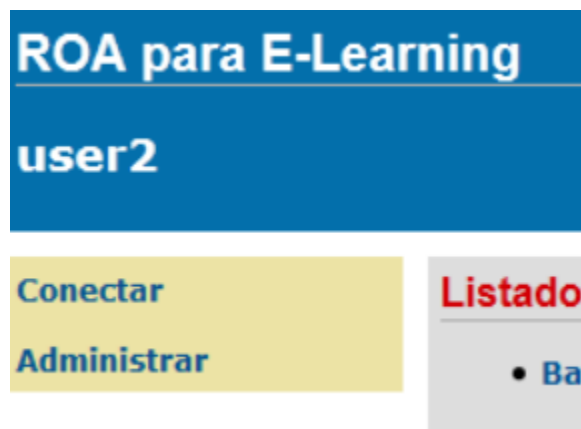 ROA para E-Learning
user2
Conectar
Administrar
Listado
Ba